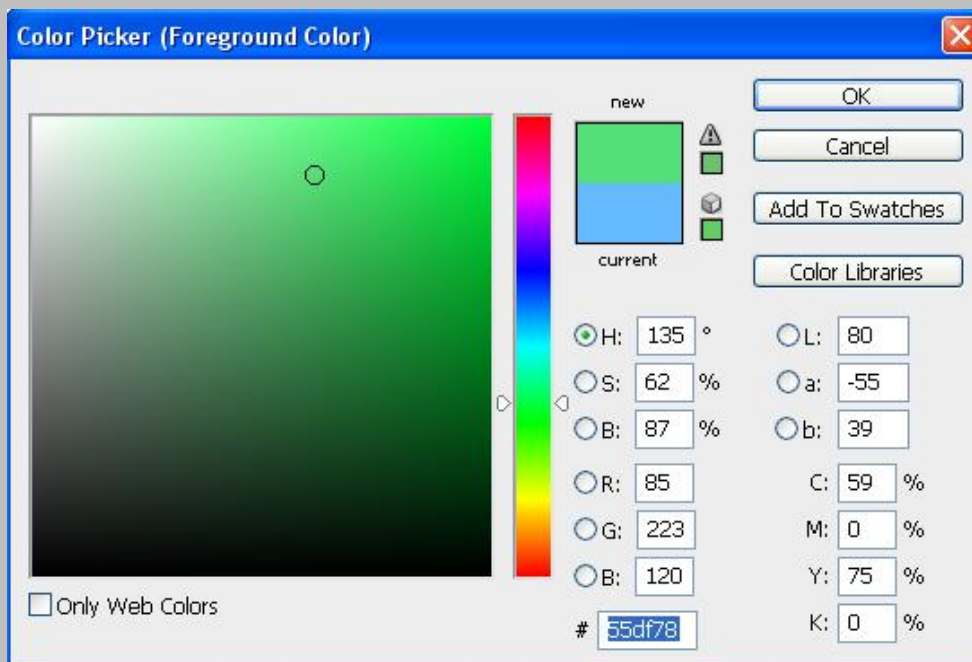 Color Picker (Foreground Color)
new
current
OK
Cancel
Add To Swatches
Color Libraries
H: 135 °
S: 62 %
B: 87 %
R: 85
G: 223
B: 120
# 55df78
L: 80
a: -55
b: 39
C: 59 %
M: 0 %
Y: 75 %
K: 0 %
Only Web Colors